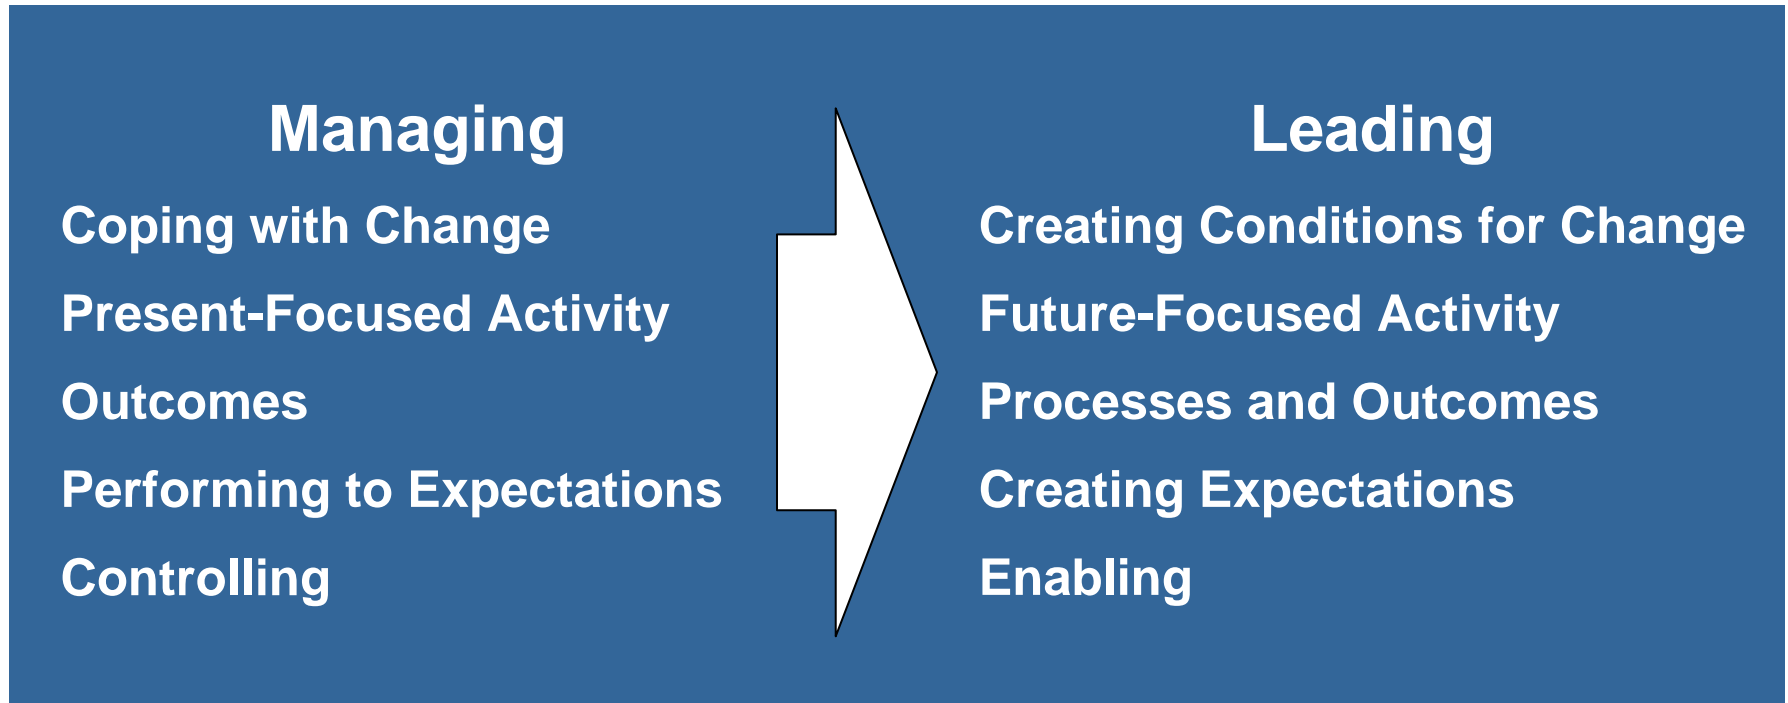 Managing
Coping with Change
Present-Focused Activity
Outcomes
Performing to Expectations
Controlling
Leading
Creating Conditions for Change
Future-Focused Activity
Processes and Outcomes
Creating Expectations
Enabling